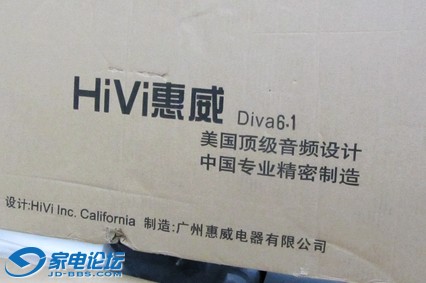 HiVi惠威 Diva6.1
美国顶级音频设计
中国专业精密制造
设计:HiVi Inc. California 制造:广州惠威电器有限公司
家电论坛
JD-BBS.COM